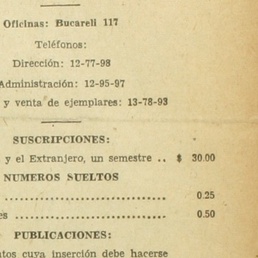 Oficinas: Bucareli 117
Teléfonos:
Dirección: 12-77-98
Administración: 12-95-97
y venta de ejemplares: 13-78-93
SUSCRIPCIONES:
y el Extranjero, un semestre .. $ 30.00
NUMEROS SUELTOS
........................ 0.25
es ........................ 0.50
PUBLICACIONES:
tos cuya inserción debe hacerse